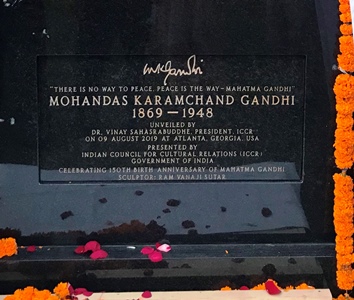 MKGandhi
"THERE IS NO WAY TO PEACE, PEACE IS THE WAY – MAHATMA GANDHI"
MOHANDAS KARAMCHAND GANDHI
1869 – 1948
UNVEILED BY
DR. VINAY SAHASRABUDDHE, PRESIDENT, ICCR
ON 09 AUGUST 2019 AT ATLANTA, GEORGIA, USA
PRESENTED BY
INDIAN COUNCIL FOR CULTURAL RELATIONS (ICCR)
GOVERNMENT OF INDIA
CELEBRATING 150TH BIRTH ANNIVERSARY OF MAHATMA GANDHI
SCULPTOR: RAM VANAJI SUTAR